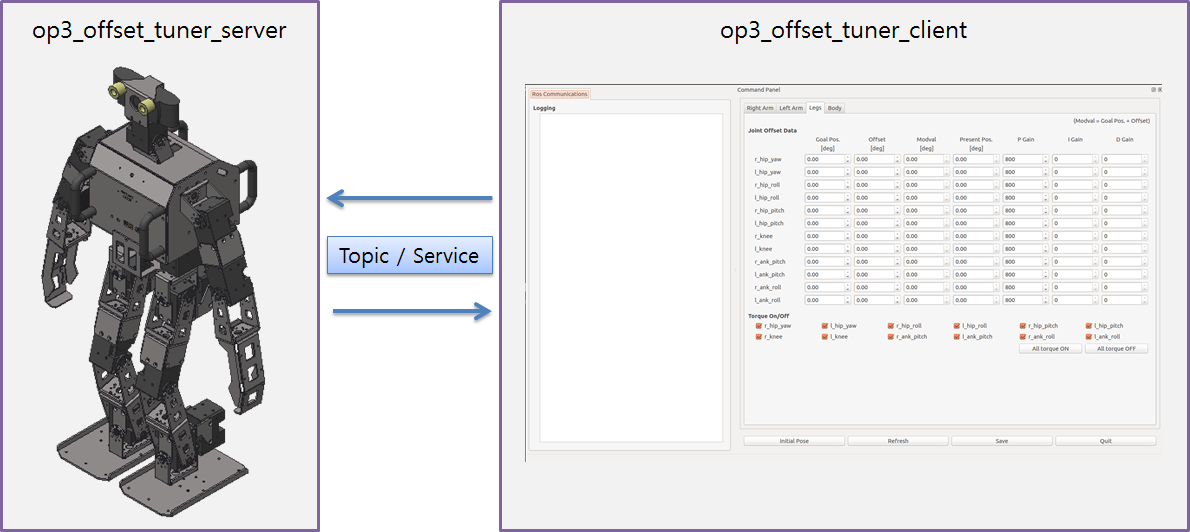 op3_offset_tuner_server
op3_offset_tuner_client
Topic / Service
Command Panel
Ros Communications
Logging
Right Arm Left Arm Legs Body
(Modval = Goal Pos. + Offset)
Joint Offset Data
Goal Pos. Offset Modval Present Pos. P Gain I Gain D Gain
[deg] [deg] [deg] [deg]
r_hip_yaw 0.00 0.00 0.00 0.00 800 0 0
l_hip_yaw 0.00 0.00 0.00 0.00 800 0 0
r_hip_roll 0.00 0.00 0.00 0.00 800 0 0
l_hip_roll 0.00 0.00 0.00 0.00 800 0 0
r_hip_pitch 0.00 0.00 0.00 0.00 800 0 0
l_hip_pitch 0.00 0.00 0.00 0.00 800 0 0
r_knee 0.00 0.00 0.00 0.00 800 0 0
l_knee 0.00 0.00 0.00 0.00 800 0 0
r_ank_pitch 0.00 0.00 0.00 0.00 800 0 0
l_ank_pitch 0.00 0.00 0.00 0.00 800 0 0
r_ank_roll 0.00 0.00 0.00 0.00 800 0 0
l_ank_roll 0.00 0.00 0.00 0.00 800 0 0
Torque On/Off
r_hip_yaw l_hip_yaw r_hip_roll l_hip_roll r_hip_pitch l_hip_pitch
r_knee l_knee r_ank_pitch l_ank_pitch r_ank_roll l_ank_roll
All torque ON All torque OFF
Initial Pose Refresh Save Quit